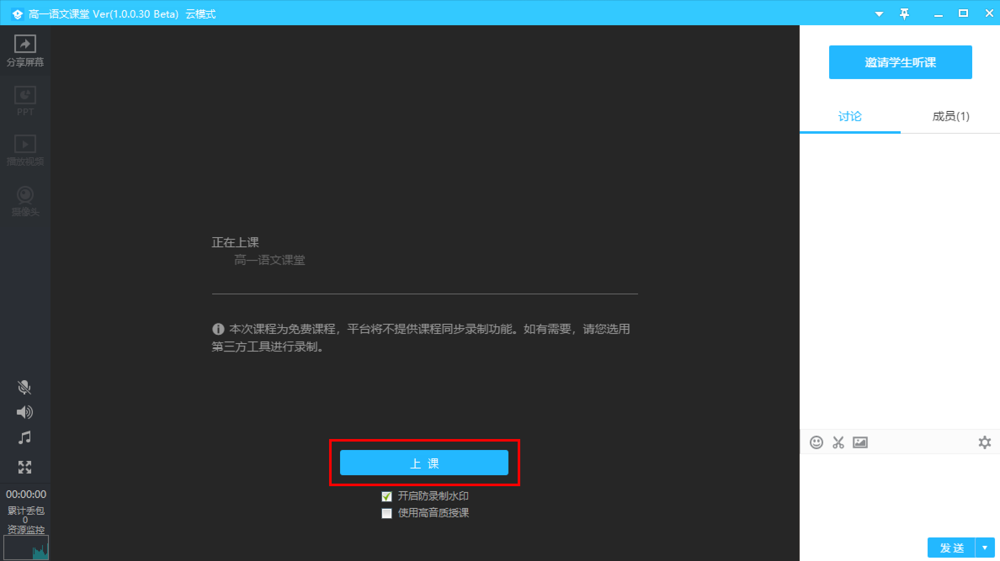 高一语文课堂 Ver(1.0.0.30 Beta) 云模式
分享屏幕
PPT
播放视频
摄像头
正在上课
高一语文课堂
本次课程为免费课程，平台将不提供课程同步录制功能。如有需要，请您选用
第三方工具进行录制。
上 课
开启防录制水印
使用高音质授课
00:00:00
累计丢包
0
资源监控
邀请学生听课
讨论
成员(1)
发送